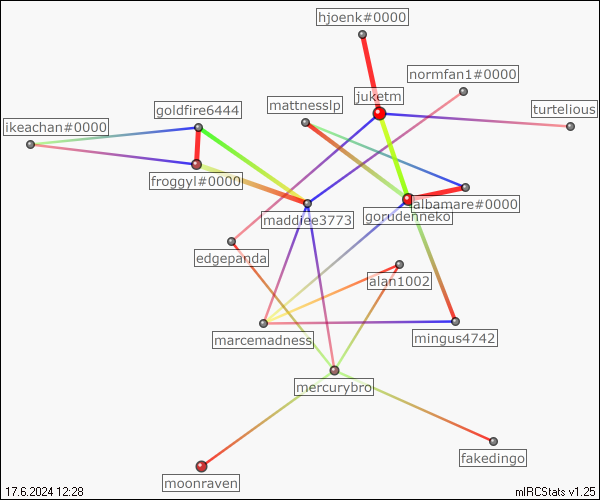 hjoenk#0000
normfan1#0000
juketm
mattnesslp
goldfire6444
turtelious
ikeachan#0000
froggyl#0000
albamare#0000
gorudenneko
maddiee3773
edgepanda
alan1002
marcemadness
mingus4742
mercurybro
fakedingo
moonraven
17.6.2024 12:28
mIRCStats v1.25